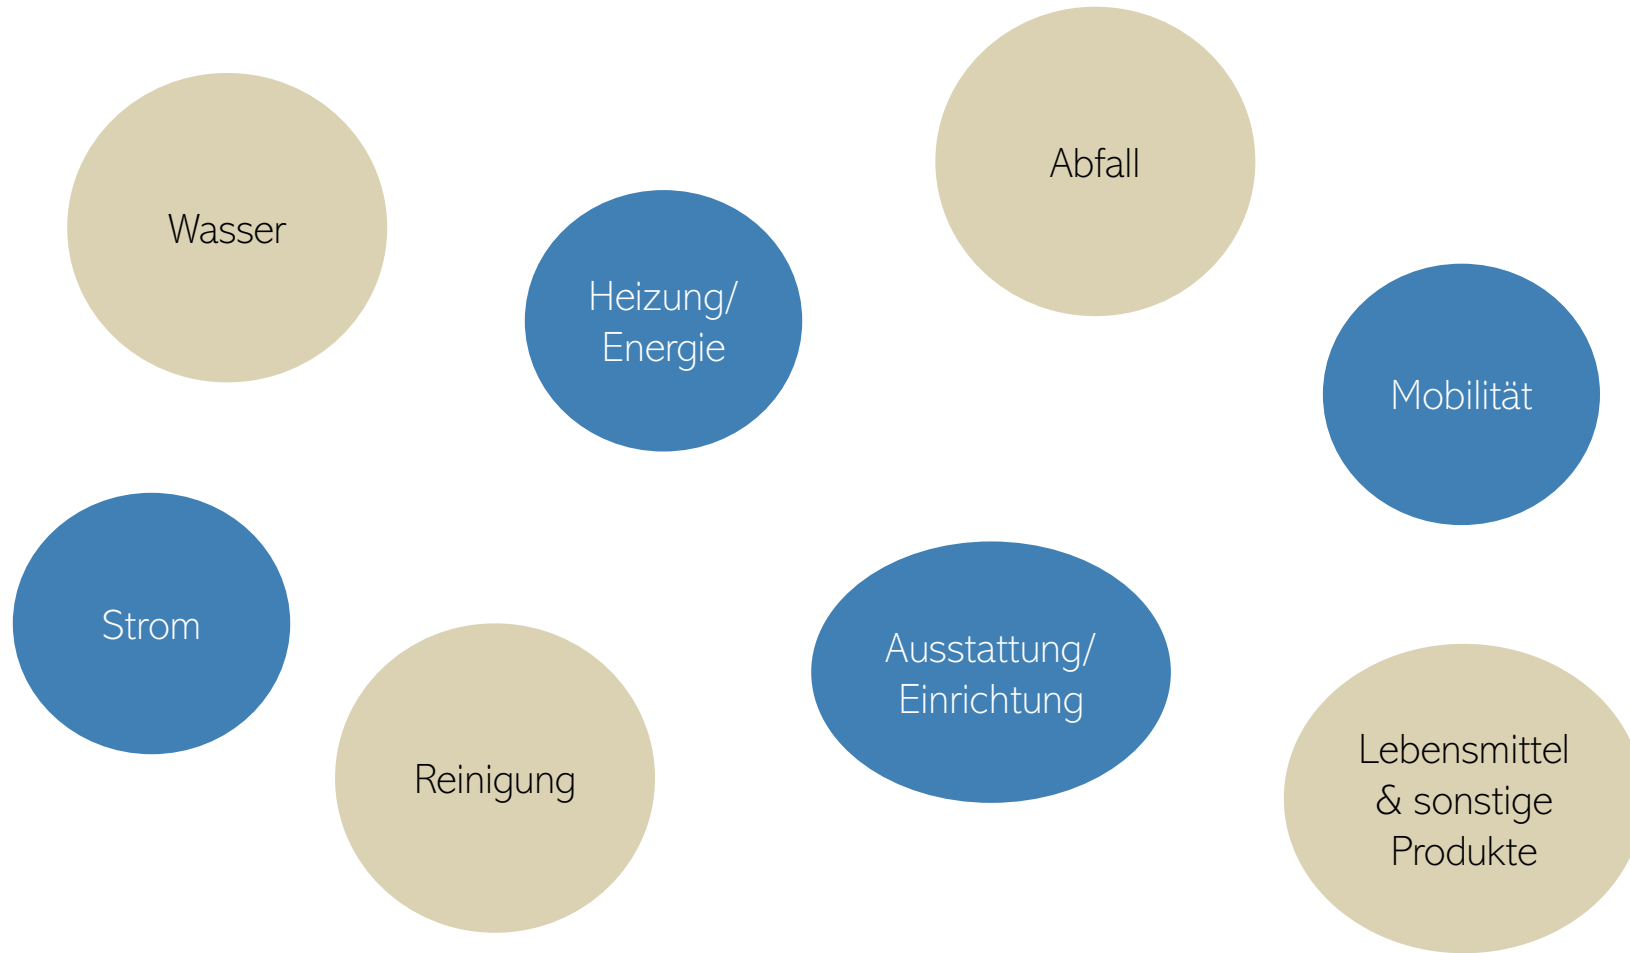 Abfall
Wasser
Heizung/
Energie
Mobilität
Strom
Ausstattung/
Einrichtung
Reinigung
Lebensmittel
& sonstige
Produkte